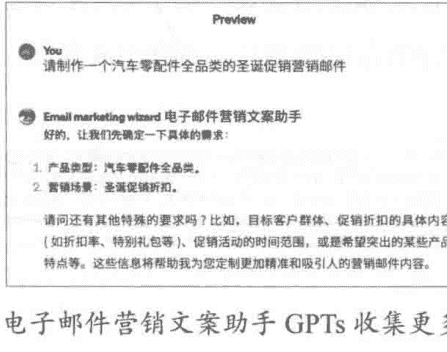 Preview
You
请制作一个汽车零配件全品类的圣诞促销营销邮件
Email marketing wizard 电子邮件营销文案助手
好的,让我们先确定一下具体的需求:
1. 产品类型:汽车零配件全品类。
2. 营销场景:圣诞促销折扣。
请问还有其他特殊的要求吗?比如,目标客户群体、促销折扣的具体内容
(如折扣率、特别礼包等)、促销活动的时间范围,或是希望突出的某些产品
特点等。这些信息将帮助我为您定制更加精准和吸引人的营销邮件内容。
电子邮件营销文案助手 GPTs 收集更多